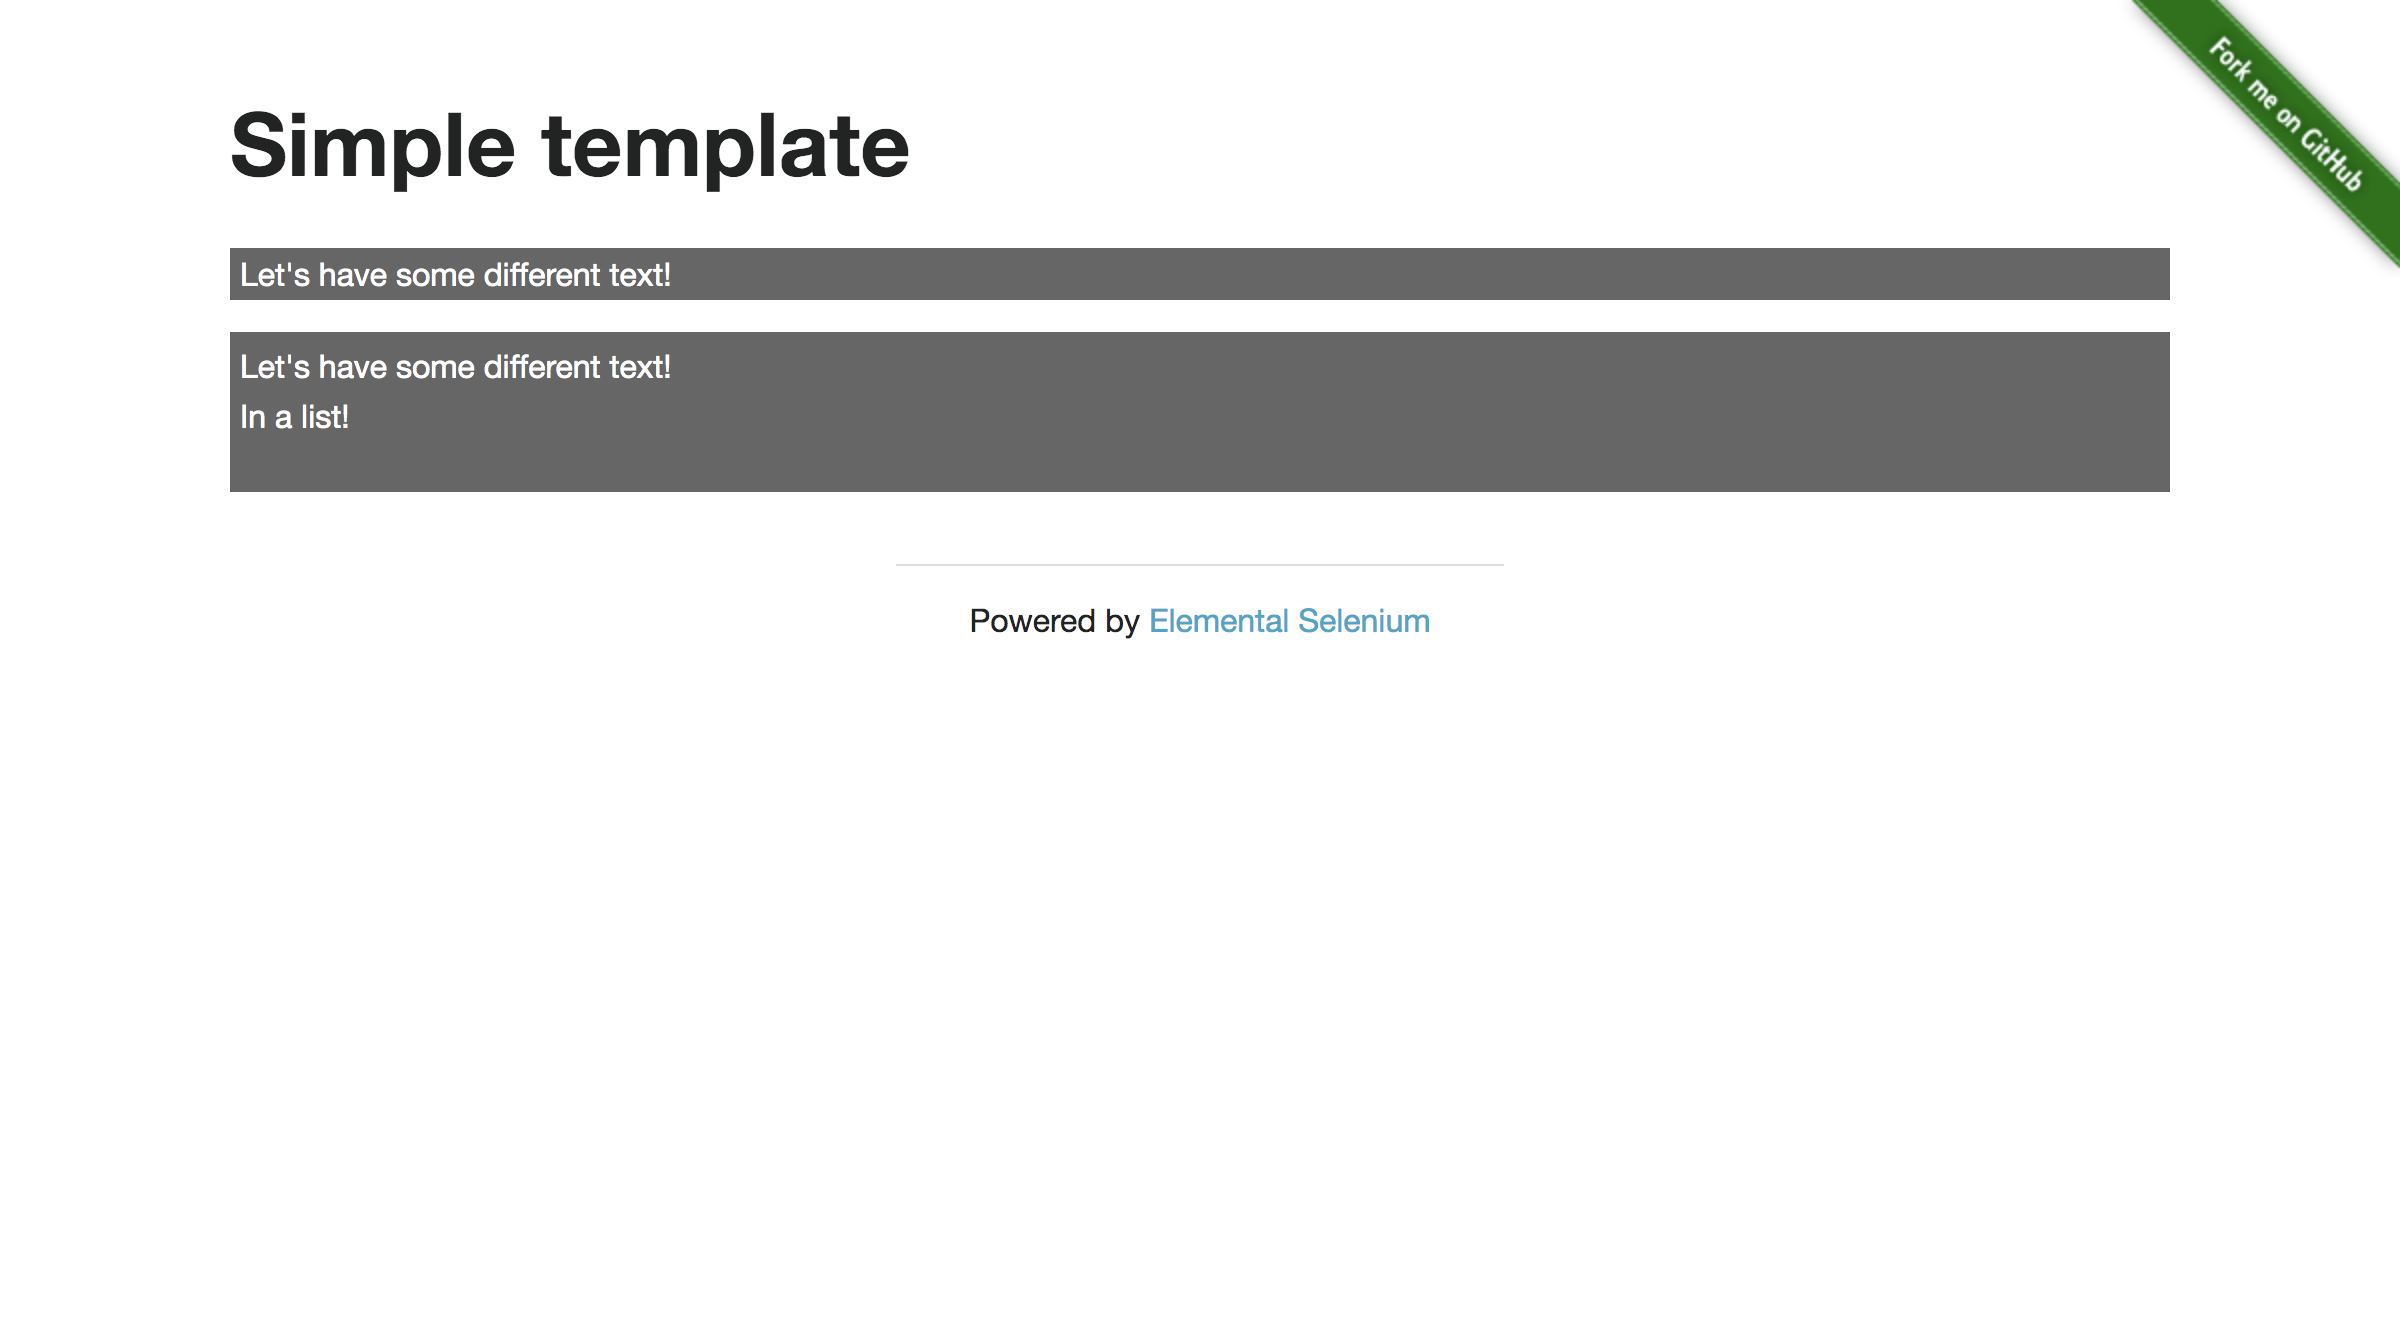 Fork me on GitHub
Simple template
Let's have some different text!
Let's have some different text!
In a list!
Powered by Elemental Selenium